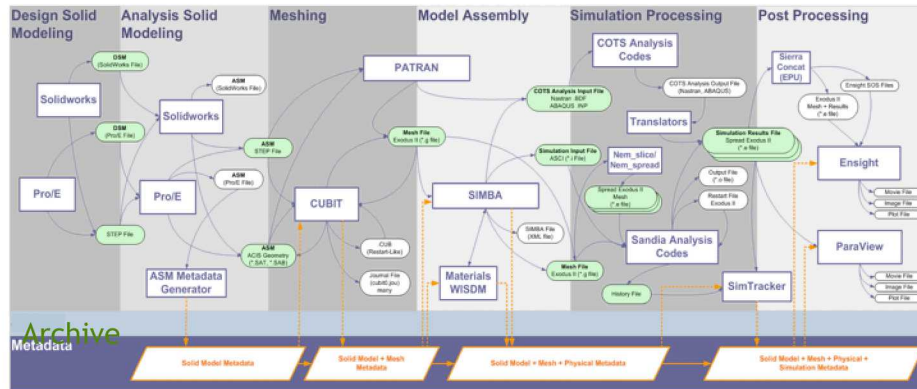 Design Solid
Modeling
Analysis Solid
Modeling
Meshing
Model Assembly
Simulation Processing
Post Processing
DSM
(SolidWorks File)
Solidworks
DSM
(Pro/E File)
Pro/E
STEP File
ASM
(SolidWorks File)
Solidworks
ASM
STEP File
ASM
(Pro/E File)
Pro/E
ASM
ACIS Geometry
(*.SAT, *.SAB)
ASM Metadata
Generator
PATRAN
Mesh File
Exodus II (*.g file)
CUBIT
.CUB
(Restart-Like)
Journal File
(cubit0.jou)
many
COTS Analysis Input File
Nastran .BDF
ABAQUS .INP
Simulation Input File
ASCI (*.i File)
SIMBA
SIMBA File
(XML file)
Materials
WISDM
Mesh File
Exodus II (*.g file)
COTS Analysis
Codes
COTS Analysis Output File
(Nastran, ABAQUS)
Translators
Nem_slice/
Nem_spread
Simulation Results File
Spread Exodus II
(*.e file)
Spread Exodus II
Mesh
(*.e file)
Output File
(*.o file)
Restart File
Exodus II
Sandia Analysis
Codes
History File
SimTracker
Sierra
Concat
(EPU)
Ensight SOS Files
Exodus II
Mesh + Results
(*.e file)
Ensight
Movie File
Image File
Plot File
ParaView
Movie File
Image File
Plot File
Archive
Metadata
Solid Model Metadata
Solid Model + Mesh
Metadata
Solid Model + Mesh + Physical Metadata
Solid Model + Mesh + Physical +
Simulation Metadata